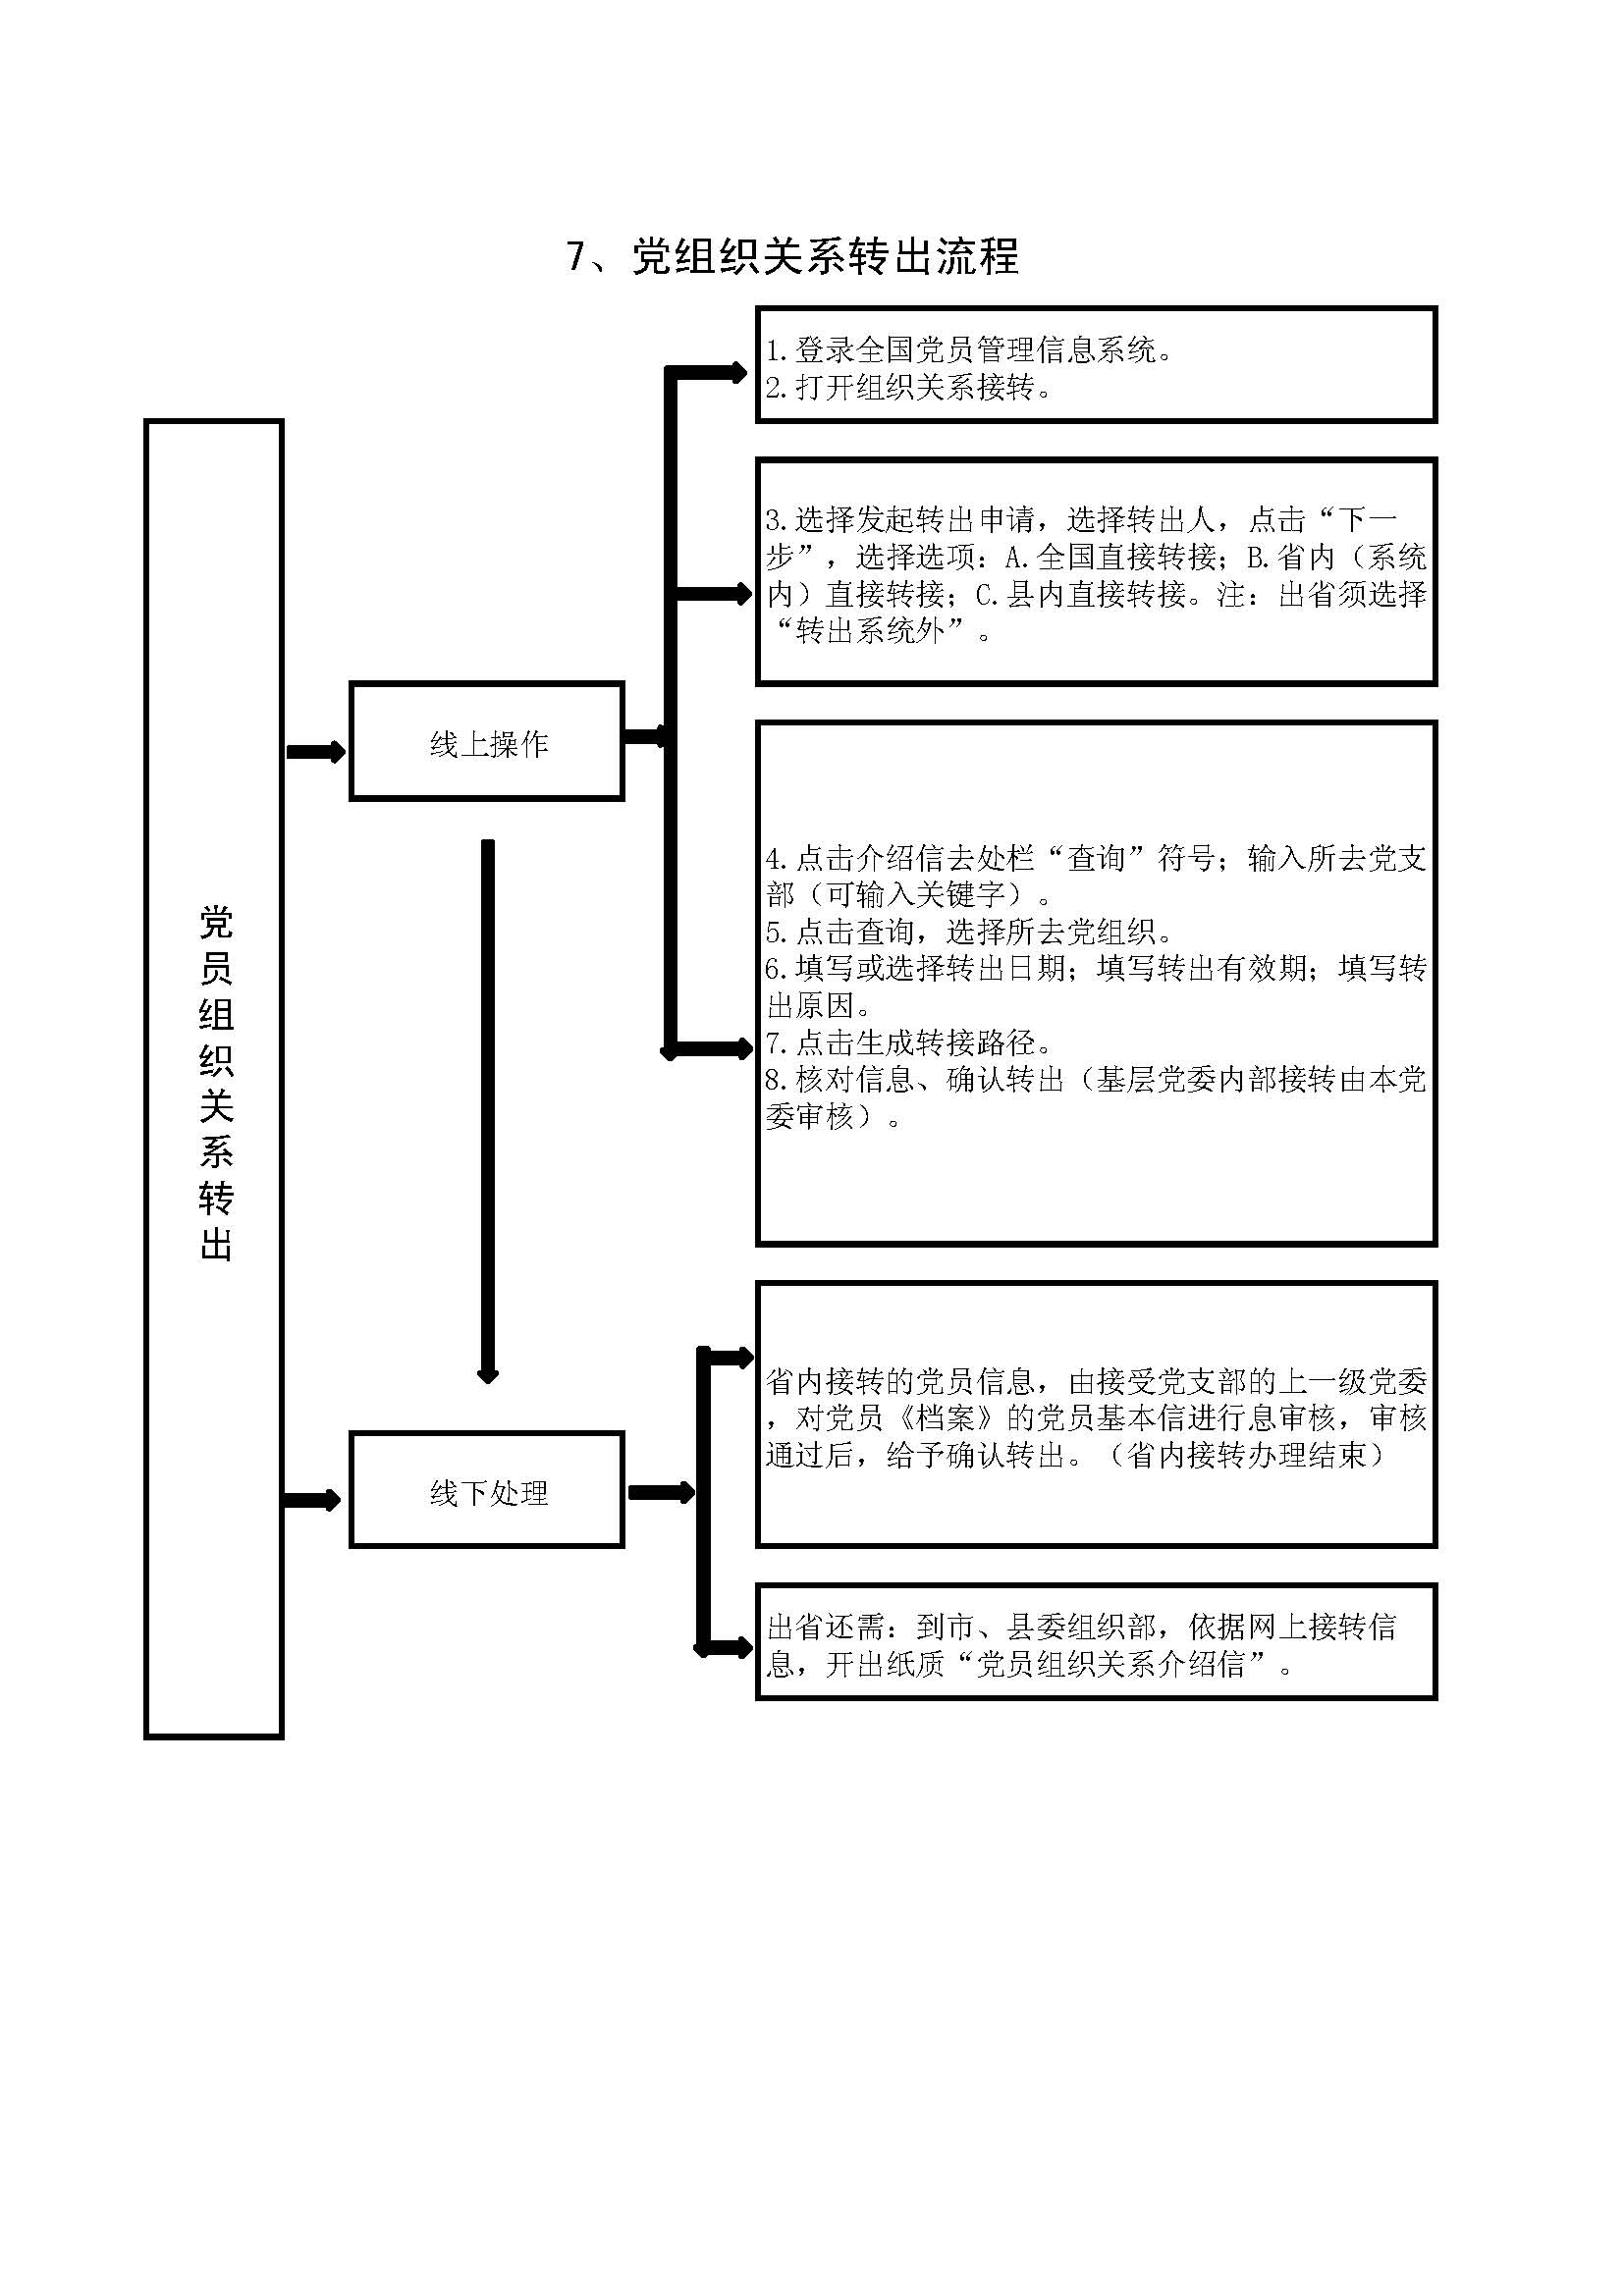 7、党组织关系转出流程
1.登录全国党员管理信息系统。
2.打开组织关系接转。
3.选择发起转出申请，选择转出人，点击“下一
步”，选择选项：A.全国直接转接；B.省内（系统
内）直接转接；C.县内直接转接。注：出省须选择
“转出系统外”。
线上操作
4.点击介绍信去处栏“查询”符号；输入所去党支
部（可输入关键字）。
5.点击查询，选择所去党组织。
6.填写或选择转出日期；填写转出有效期；填写转
出原因。
7.点击生成转接路径。
8.核对信息、确认转出（基层党委内部接转由本党
委审核）。
党
员
组
织
关
系
转
出
省内接转的党员信息，由接受党支部的上一级党委
，对党员《档案》的党员基本信进行息审核，审核
通过后，给予确认转出。（省内接转办理结束）
线下处理
出省还需：到市、县委组织部，依据网上接转信
息，开出纸质“党员组织关系介绍信”。